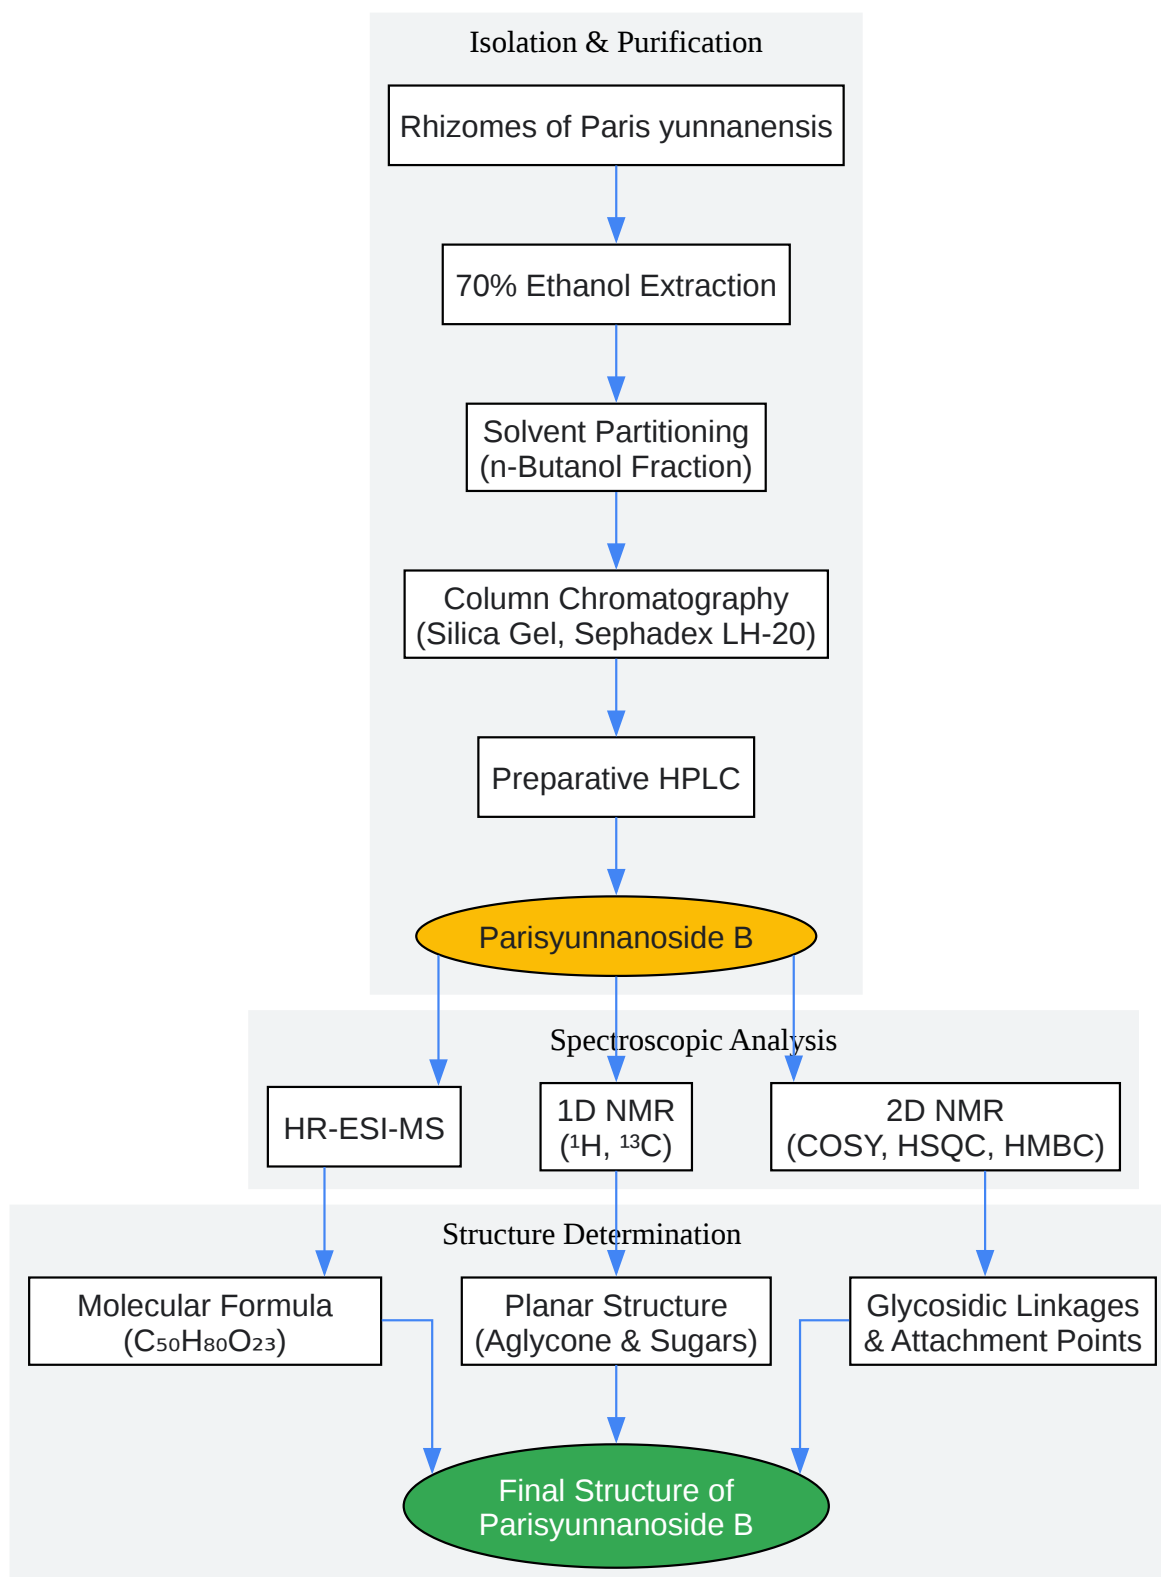 Isolation & Purification
Rhizomes of Paris yunnanensis
70% Ethanol Extraction
Solvent Partitioning
(n-Butanol Fraction)
Column Chromatography
(Silica Gel, Sephadex LH-20)
Preparative HPLC
Parisyunnanoside B
Spectroscopic Analysis
HR-ESI-MS
1D NMR
(¹H, ¹³C)
2D NMR
(COSY, HSQC, HMBC)
Structure Determination
Molecular Formula
(C₅₀H₈₀O₂₃)
Planar Structure
(Aglycone & Sugars)
Glycosidic Linkages
& Attachment Points
Final Structure of
Parisyunnanoside B